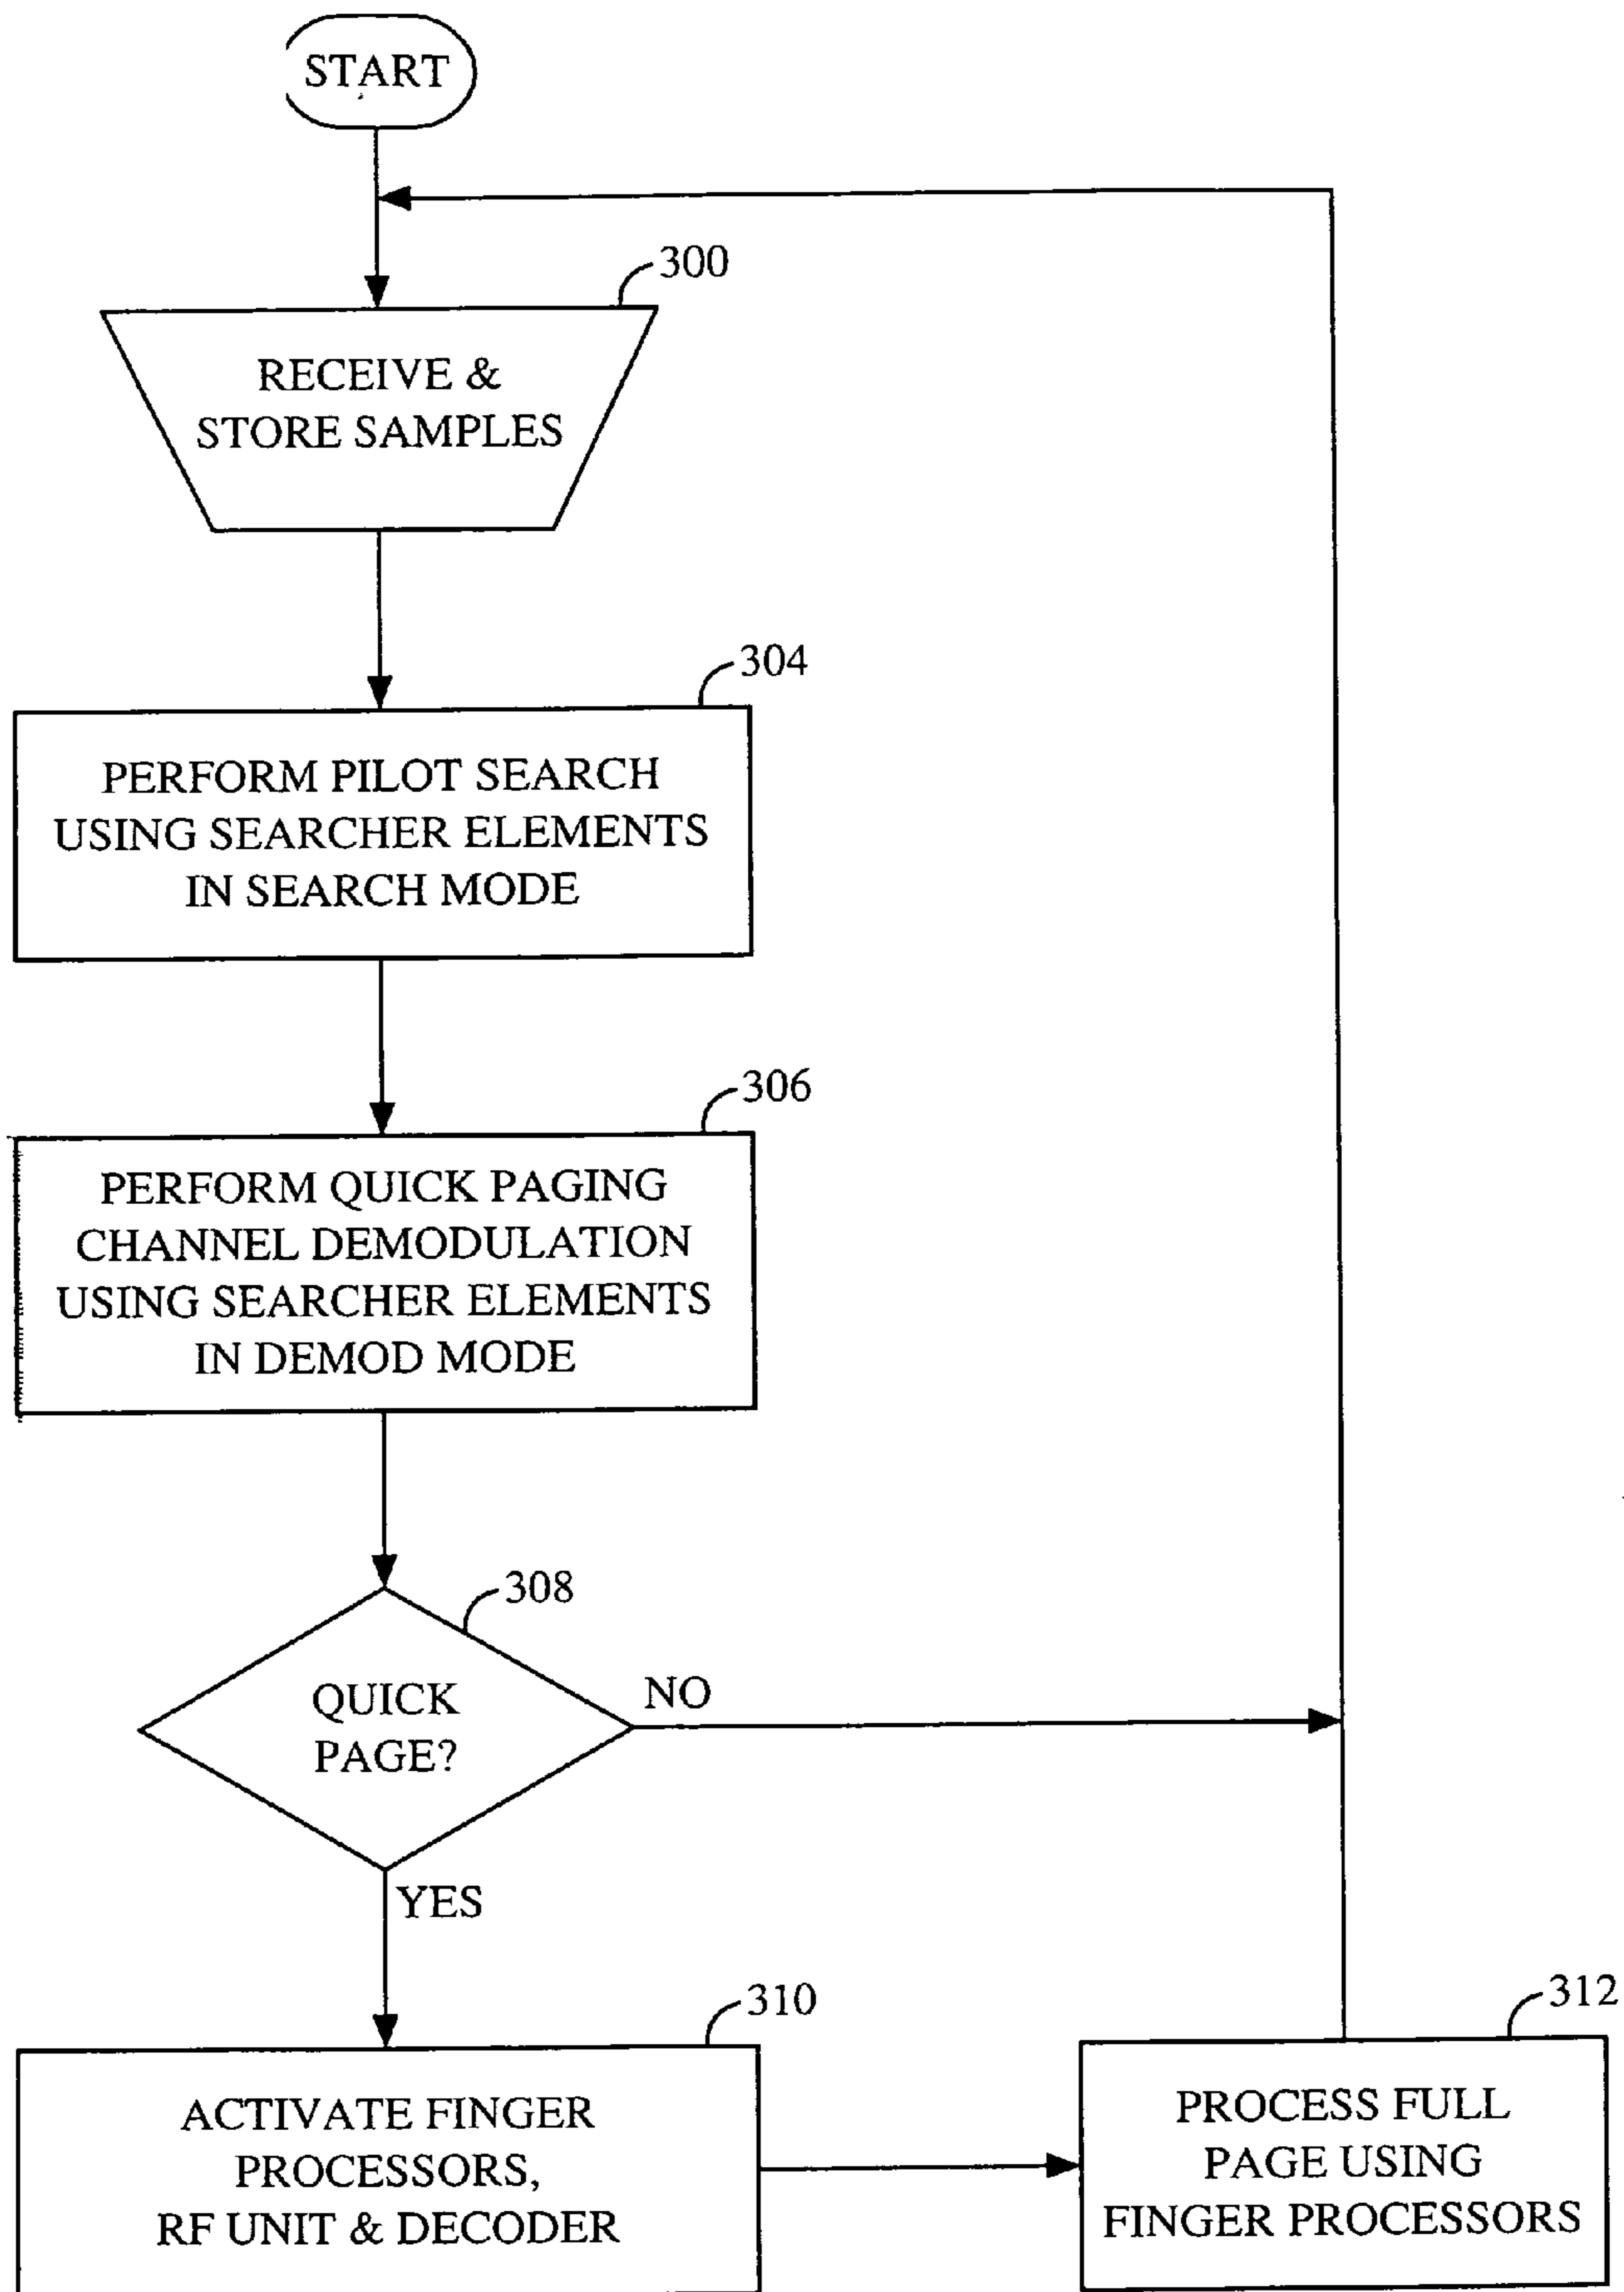 START
300
RECEIVE &
STORE SAMPLES
304
PERFORM PILOT SEARCH
USING SEARCHER ELEMENTS
IN SEARCH MODE
306
PERFORM QUICK PAGING
CHANNEL DEMODULATION
USING SEARCHER ELEMENTS
IN DEMOD MODE
308
QUICK
PAGE?
NO
YES
310
ACTIVATE FINGER
PROCESSORS,
RF UNIT & DECODER
312
PROCESS FULL
PAGE USING
FINGER PROCESSORS